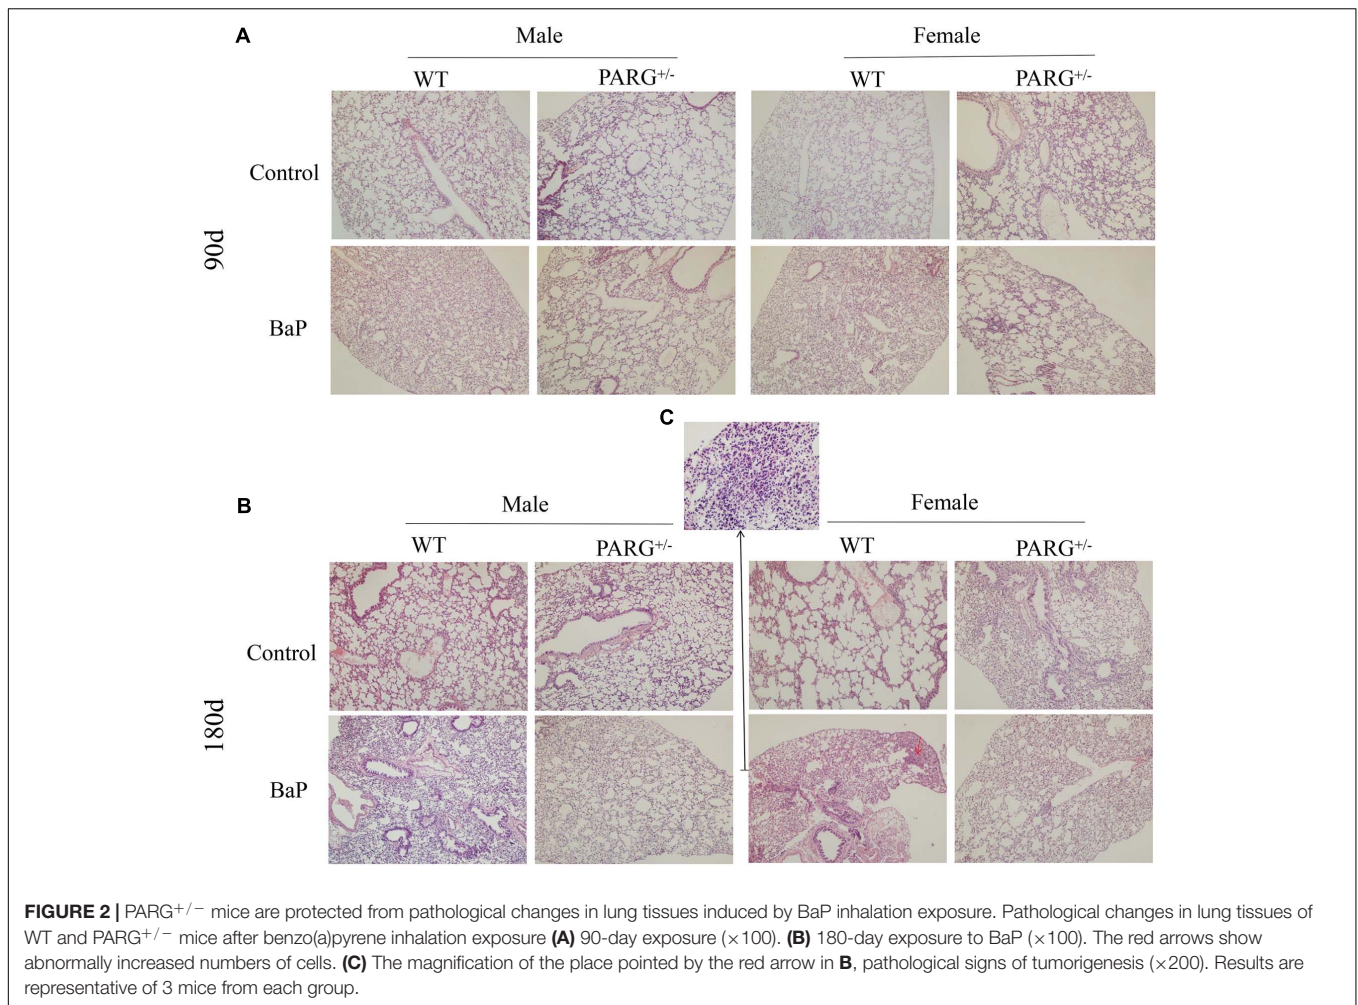 A
Male
Female
WT
PARG+/-
WT
PARG+/-
Control
90d
BaP
C
B
Male
Female
WT
PARG+/-
WT
PARG+/-
Control
180d
BaP
FIGURE 2 | PARG+/− mice are protected from pathological changes in lung tissues induced by BaP inhalation exposure. Pathological changes in lung tissues of
WT and PARG+/− mice after benzo(a)pyrene inhalation exposure (A) 90-day exposure (×100). (B) 180-day exposure to BaP (×100). The red arrows show
abnormally increased numbers of cells. (C) The magnification of the place pointed by the red arrow in B, pathological signs of tumorigenesis (×200). Results are
representative of 3 mice from each group.